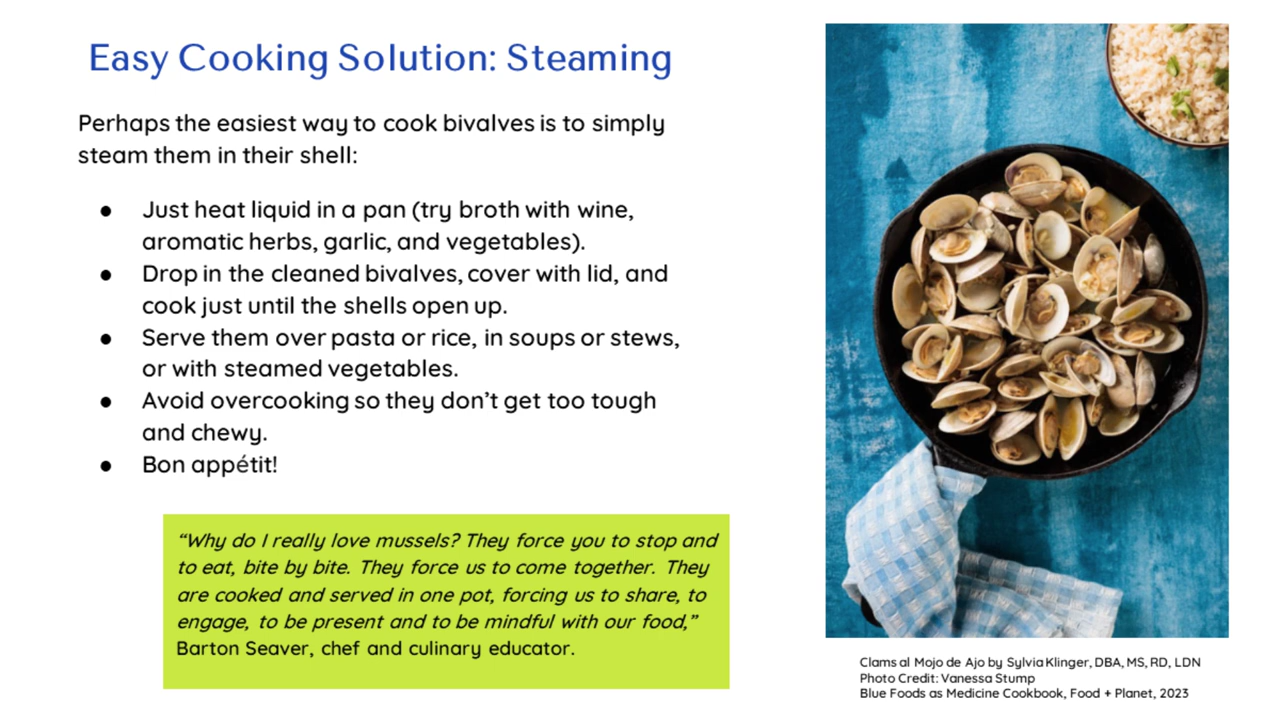 Easy Cooking Solution: Steaming
Perhaps the easiest way to cook bivalves is to simply
steam them in their shell:
● Just heat liquid in a pan (try broth with wine,
aromatic herbs, garlic, and vegetables).
● Drop in the cleaned bivalves, cover with lid, and
cook just until the shells open up.
● Serve them over pasta or rice, in soups or stews,
or with steamed vegetables.
● Avoid overcooking so they don’t get too tough
and chewy.
● Bon appétit!
“Why do I really love mussels? They force you to stop and
to eat, bite by bite. They force us to come together. They
are cooked and served in one pot, forcing us to share, to
engage, to be present and to be mindful with our food,”
Barton Seaver, chef and culinary educator.
Clams al Mojo de Ajo by Sylvia Klinger, DBA, MS, RD, LDN
Photo Credit: Vanessa Stump
Blue Foods as Medicine Cookbook, Food + Planet, 2023